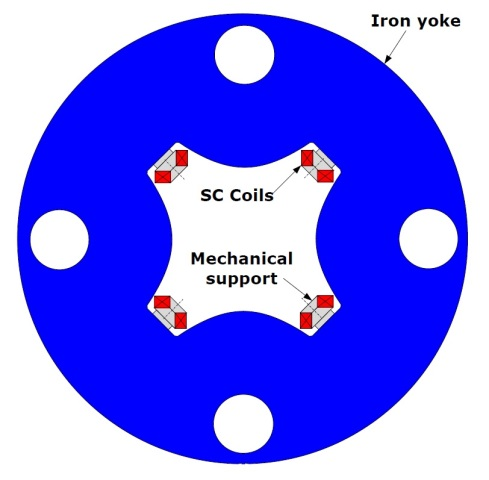 Iron yoke
SC Coils
Mechanical
support